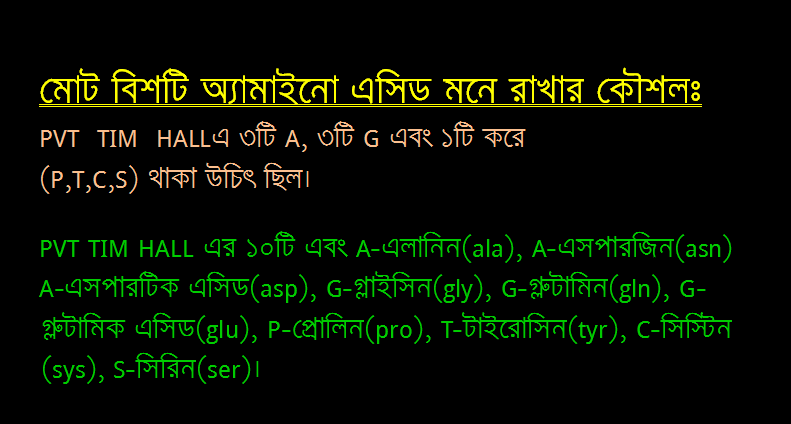 মোট বিশটি অ্যামাইনো এসিড মনে রাখার কৌশলঃ
PVT TIM HALLএ ৩টি A, ৩টি G এবং ১টি করে
(P,T,C,S) থাকা উচিৎ ছিল।
PVT TIM HALL এর ১০টি এবং A-এলানিন(ala), A-এসপারজিন(asn)
A-এসপারটিক এসিড(asp), G-গ্লাইসিন(gly), G-গ্লুটামিন(gln), G-
গ্লুটামিক এসিড(glu), P-প্রোলিন(pro), T-টাইরোসিন(tyr), C-সিস্টিন
(sys), S-সিরিন(ser)।